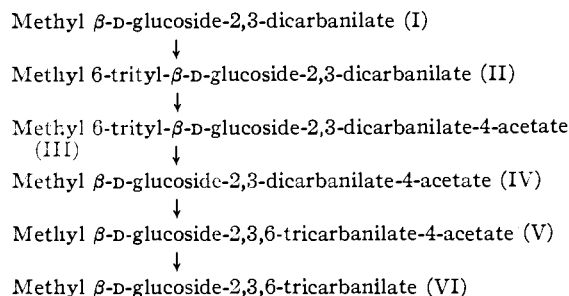 Methyl β-D-glucoside-2,3-dicarbanilate (I)
↓
Methyl 6-trityl-β-D-glucoside-2,3-dicarbanilate (II)
↓
Methyl 6-trityl-β-D-glucoside-2,3-dicarbanilate-4-acetate
(III)
↓
Methyl β-D-glucoside-2,3-dicarbanilate-4-acetate (IV)
↓
Methyl β-D-glucoside-2,3,6-tricarbanilate-4-acetate (V)
↓
Methyl β-D-glucoside-2,3,6-tricarbanilate (VI)